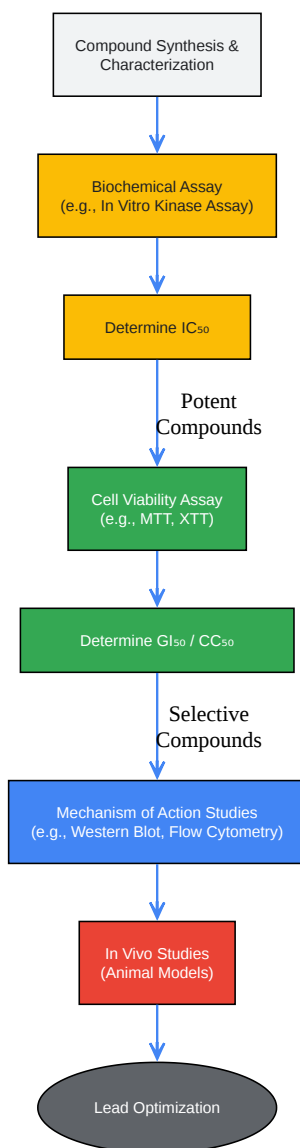 Compound Synthesis &
Characterization
Biochemical Assay
(e.g., In Vitro Kinase Assay)
Determine IC₅₀
Potent
Compounds
Cell Viability Assay
(e.g., MTT, XTT)
Determine GI₅₀ / CC₅₀
Selective
Compounds
Mechanism of Action Studies
(e.g., Western Blot, Flow Cytometry)
In Vivo Studies
(Animal Models)
Lead Optimization